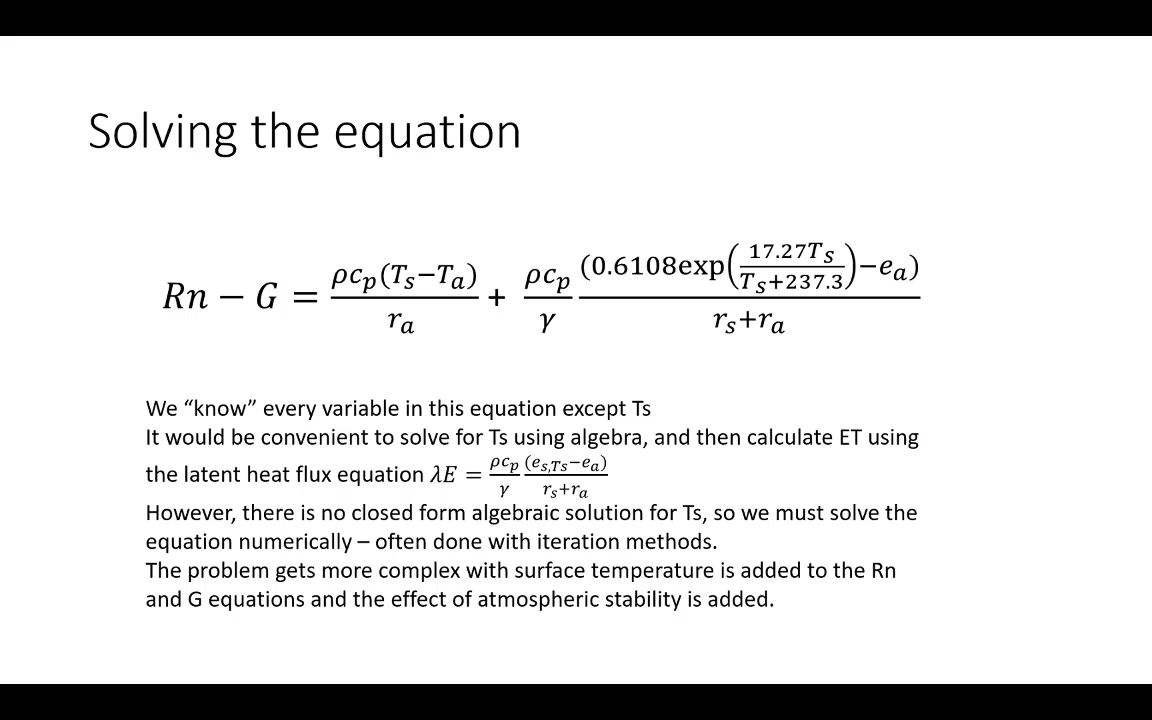 Solving the equation
Rn − G = ρc_p(T_s−T_a)/r_a + ρc_p/γ (0.6108exp(17.27T_s/(T_s+237.3))−e_a)/(r_s+r_a)
We “know” every variable in this equation except Ts
It would be convenient to solve for Ts using algebra, and then calculate ET using
the latent heat flux equation λE = ρc_p/γ (e_s,Ts−e_a)/(r_s+r_a)
However, there is no closed form algebraic solution for Ts, so we must solve the
equation numerically – often done with iteration methods.
The problem gets more complex with surface temperature is added to the Rn
and G equations and the effect of atmospheric stability is added.